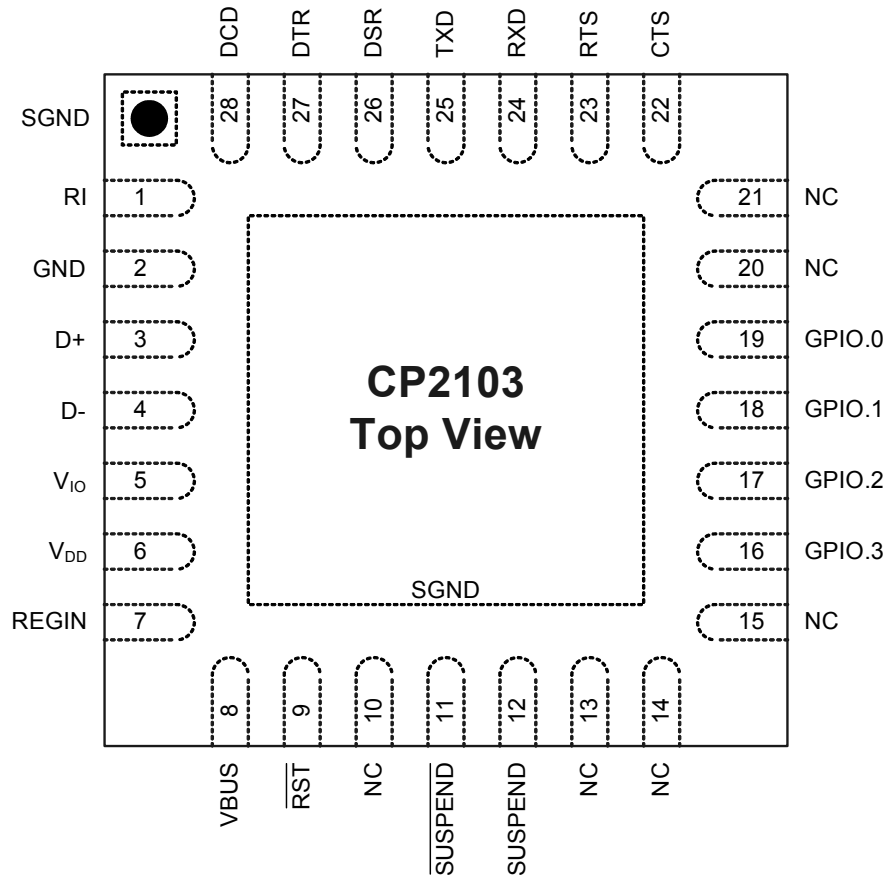 DCD
DTR
DSR
TXD
RXD
RTS
CTS
28
27
26
25
24
23
22
SGND
RI 1
GND 2
D+ 3
D- 4
VIO 5
VDD 6
REGIN 7
21 NC
20 NC
19 GPIO.0
18 GPIO.1
17 GPIO.2
16 GPIO.3
15 NC
CP2103
Top View
SGND
8
9
10
11
12
13
14
VBUS
RST
NC
SUSPEND
SUSPEND
NC
NC